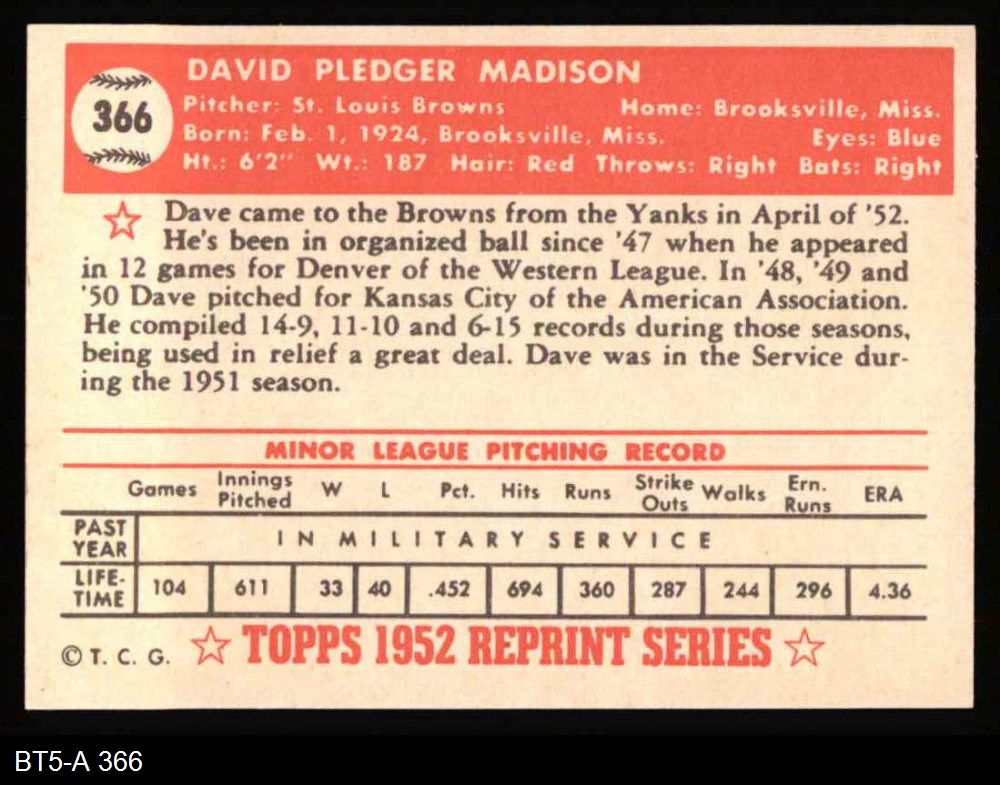 366
DAVID PLEDGER MADISON
Pitcher: St. Louis Browns Home: Brooksville, Miss.
Born: Feb. 1, 1924, Brooksville, Miss. Eyes: Blue
Ht.: 6'2" Wt.: 187 Hair: Red Throws: Right Bats: Right
Dave came to the Browns from the Yanks in April of '52.
He's been in organized ball since '47 when he appeared
in 12 games for Denver of the Western League. In '48, '49 and
'50 Dave pitched for Kansas City of the American Association.
He compiled 14-9, 11-10 and 6-15 records during those seasons,
being used in relief a great deal. Dave was in the Service dur-
ing the 1951 season.
MINOR LEAGUE PITCHING RECORD
Games Innings Pitched W L Pct. Hits Runs Strike Outs Walks Ern. Runs ERA
PAST YEAR IN MILITARY SERVICE
LIFE-TIME 104 611 33 40 .452 694 360 287 244 296 4.36
© T. C. G. ☆ TOPPS 1952 REPRINT SERIES ☆
BT5-A 366